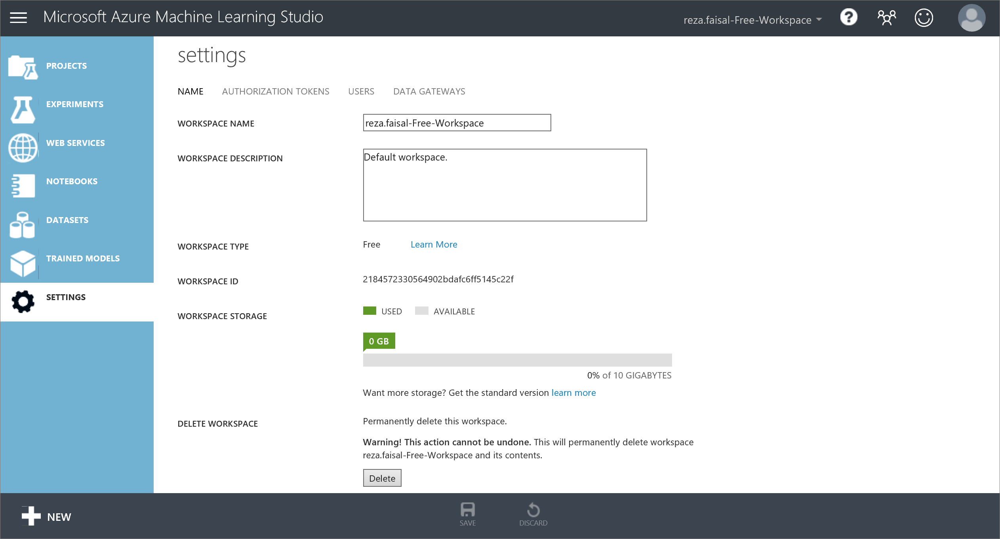 Microsoft Azure Machine Learning Studio
reza.faisal-Free-Workspace
?
PROJECTS
EXPERIMENTS
WEB SERVICES
NOTEBOOKS
DATASETS
TRAINED MODELS
SETTINGS
settings
NAME AUTHORIZATION TOKENS USERS DATA GATEWAYS
WORKSPACE NAME reza.faisal-Free-Workspace
WORKSPACE DESCRIPTION Default workspace.
WORKSPACE TYPE Free Learn More
WORKSPACE ID 2184572330564902bdafc6ff5145c22f
WORKSPACE STORAGE USED AVAILABLE
0 GB
0% of 10 GIGABYTES
Want more storage? Get the standard version learn more
DELETE WORKSPACE Permanently delete this workspace.
Warning! This action cannot be undone. This will permanently delete workspace
reza.faisal-Free-Workspace and its contents.
Delete
NEW SAVE DISCARD